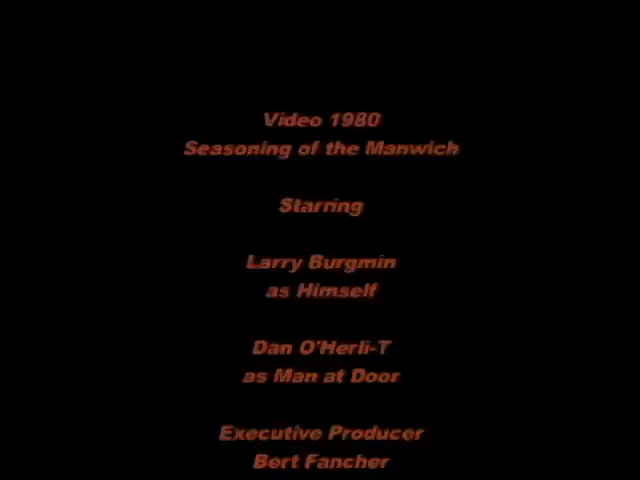 Video 1980
Seasoning of the Manwich
Starring
Larry Burgmin
as Himself
Dan O'Herli-T
as Man at Door
Executive Producer
Bert Fancher